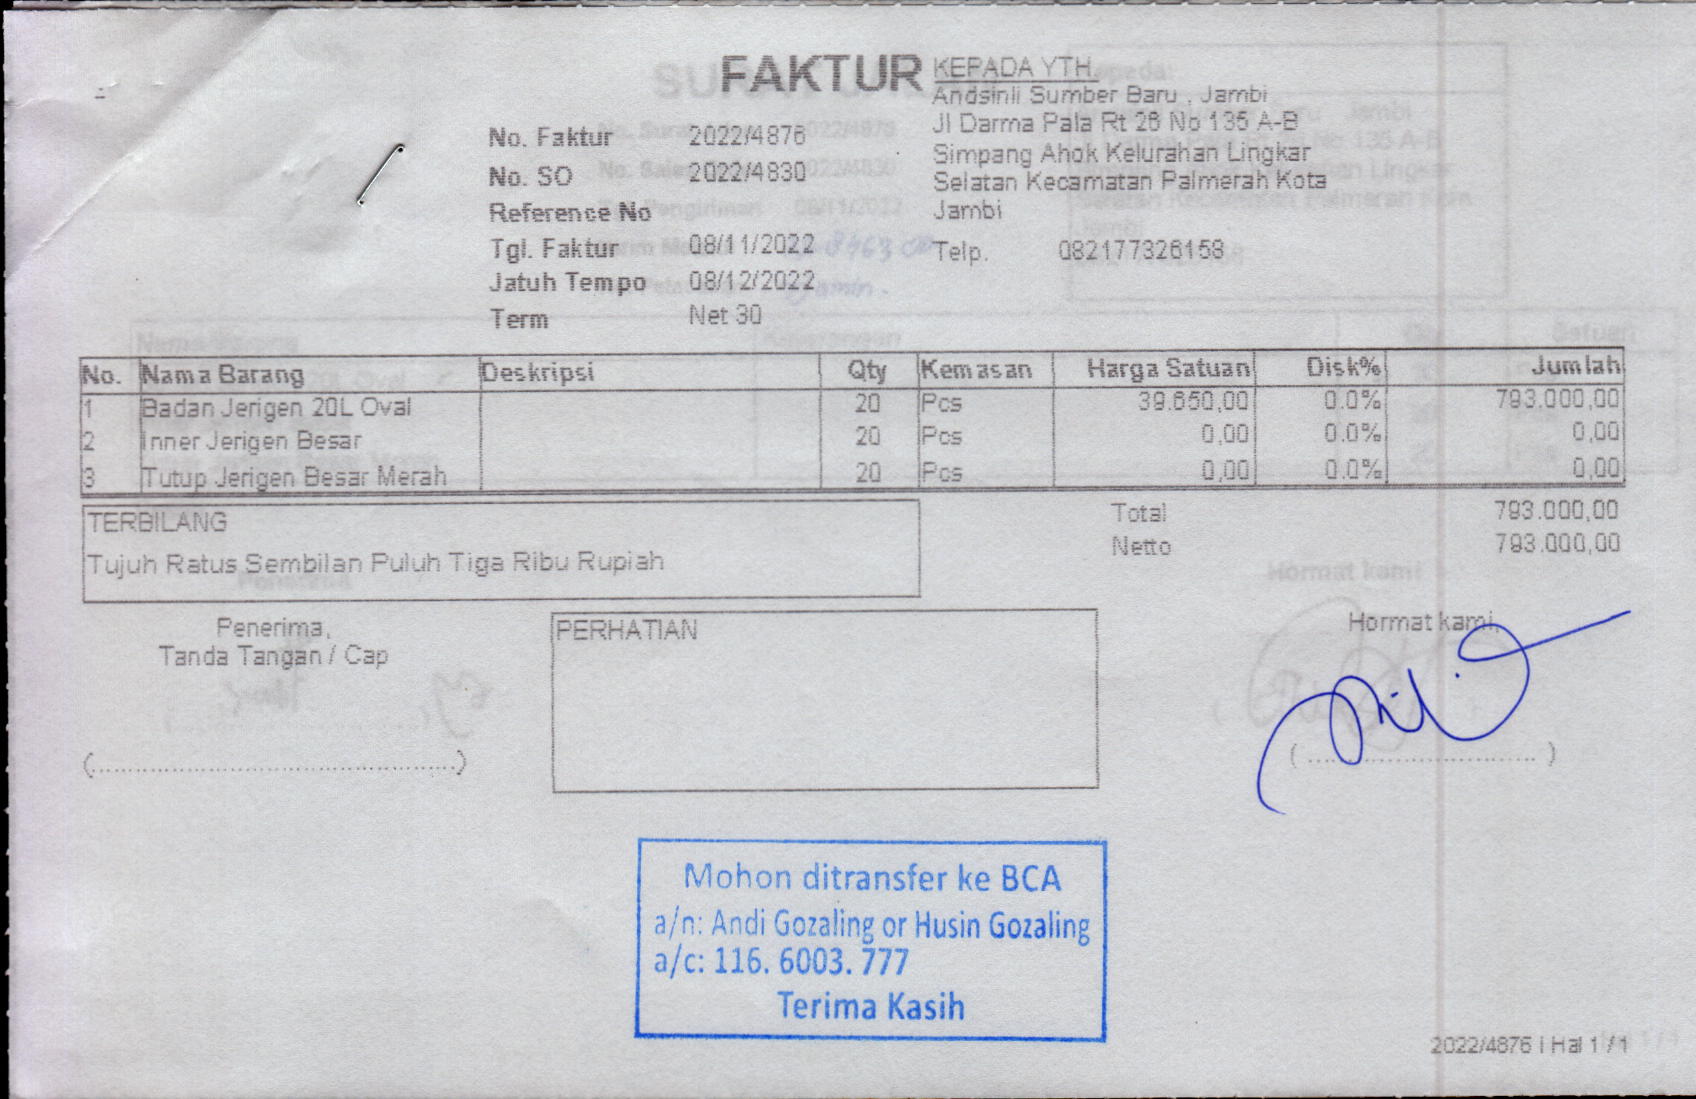 FAKTUR
No. Faktur 2022/4876
No. SO 2022/4830
Reference No
Tgl. Faktur 08/11/2022
Jatuh Tempo 08/12/2022
Term Net 30
KEPADA YTH.
Sumber Baru , Jambi
Jl Darma Pala Rt 26 No 135 A-B
Simpang Ahok Kelurahan Lingkar
Selatan Kecamatan Palmerah Kota
Jambi
Telp. 082177326158
No. Nama Barang Deskripsi Qty Kemasan Harga Satuan Disk% Jumlah
1 Badan Jerigen 20L Oval 20 Pcs 39.650,00 0.0% 793.000,00
2 Inner Jerigen Besar 20 Pcs 0,00 0.0% 0,00
3 Tutup Jerigen Besar Merah 20 Pcs 0,00 0.0% 0,00
Total 793.000,00
Netto 793.000,00
TERBILANG
Tujuh Ratus Sembilan Puluh Tiga Ribu Rupiah
Penerima,
Tanda Tangan / Cap
(............................................)
PERHATIAN
Hormat kami,
( ............................ )
Mohon ditransfer ke BCA
a/n: Andi Gozaling or Husin Gozaling
a/c: 116. 6003. 777
Terima Kasih
2022/4876 | Hal 1 / 1